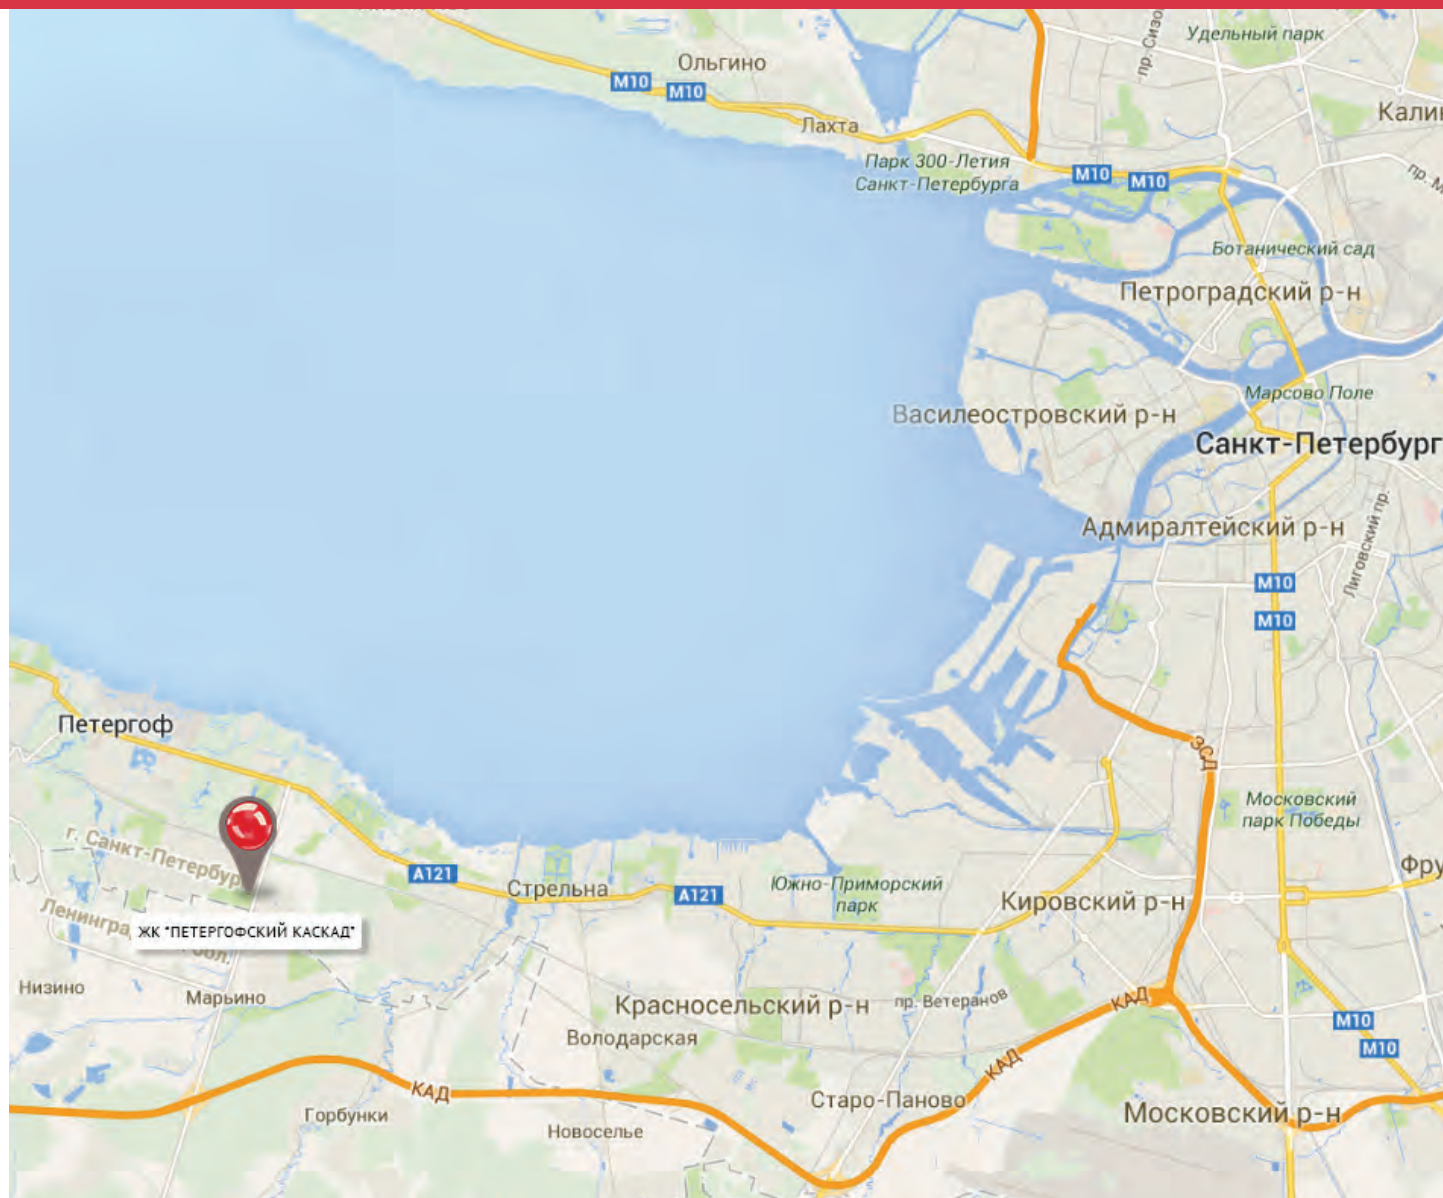 Удельный парк
пр. Сизо
Ольгино
M10
M10
Кали
Лахта
Парк 300-Летия
Санкт-Петербурга
M10
M10
пр. М
Ботанический сад
Петроградский р-н
Марсово Поле
Василеостровский р-н
Санкт-Петербург
Адмиралтейский р-н
Лиговский пр.
M10
M10
Петергоф
ЗСД
Московский
парк Победы
г. Санкт-Петербург
A121
Стрельна
A121
Южно-Приморский
парк
Кировский р-н
Фру
Ленингра
обл.
ЖК "ПЕТЕРГОФСКИЙ КАСКАД"
Низино
Марьино
Красносельский р-н
пр. Ветеранов
КАД
M10
M10
Володарская
КАД
КАД
Старо-Паново
Горбунки
Новоселье
Московский р-н